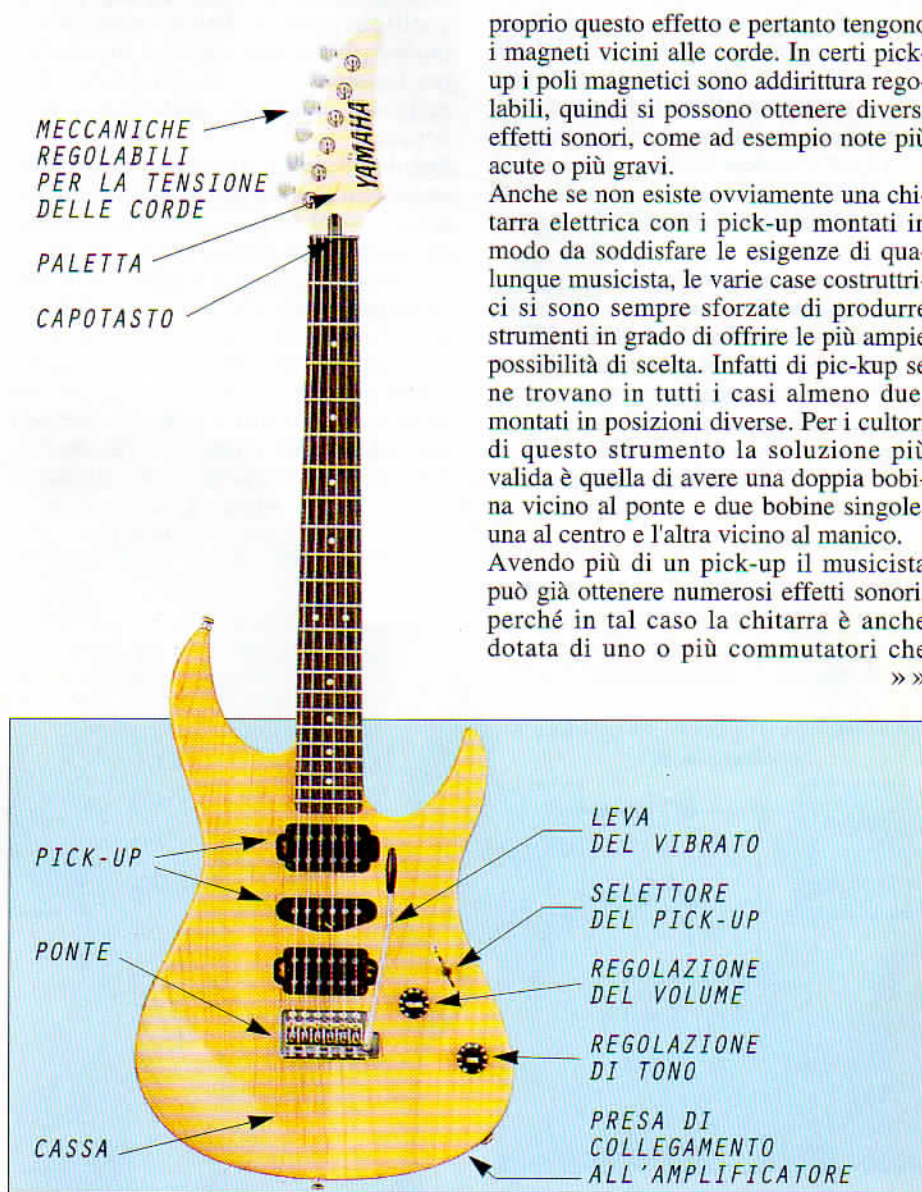 proprio questo effetto e pertanto tengono
i magneti vicini alle corde. In certi pick-
up i poli magnetici sono addirittura rego-
labili, quindi si possono ottenere diversi
effetti sonori, come ad esempio note più
acute o più gravi.
Anche se non esiste ovviamente una chi-
tarra elettrica con i pick-up montati in
modo da soddisfare le esigenze di qua-
lunque musicista, le varie case costruttri-
ci si sono sempre sforzate di produrre
strumenti in grado di offrire le più ampie
possibilità di scelta. Infatti di pic-kup se
ne trovano in tutti i casi almeno due
montati in posizioni diverse. Per i cultori
di questo strumento la soluzione più
valida è quella di avere una doppia bobi-
na vicino al ponte e due bobine singole
una al centro e l'altra vicino al manico.
Avendo più di un pick-up il musicista
può già ottenere numerosi effetti sonori
perché in tal caso la chitarra è anche
dotata di uno o più commutatori che
»»
MECCANICHE
REGOLABILI
PER LA TENSIONE
DELLE CORDE
PALETTA
CAPOTASTO
YAMAHA
PICK-UP
PONTE
CASSA
LEVA
DEL VIBRATO
SELETTORE
DEL PICK-UP
REGOLAZIONE
DEL VOLUME
REGOLAZIONE
DI TONO
PRESA DI
COLLEGAMENTO
ALL'AMPLIFICATORE